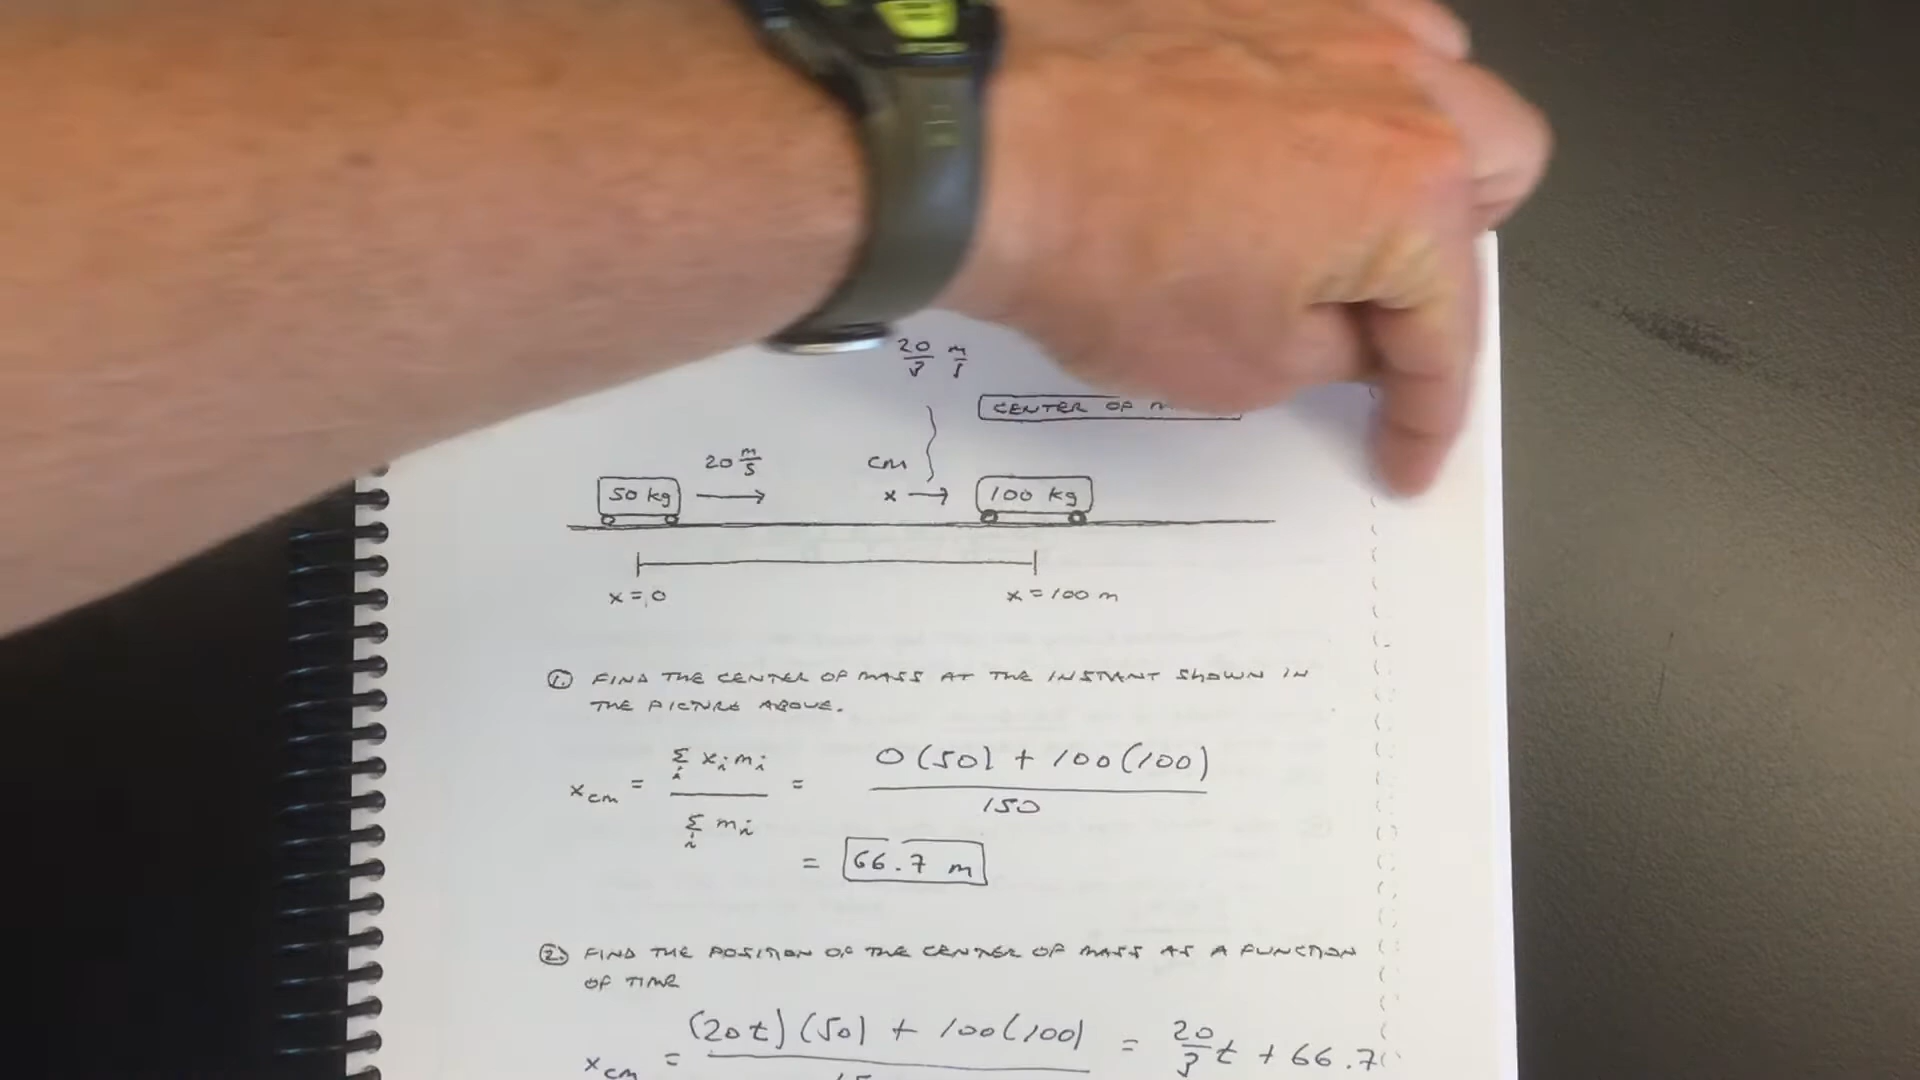 20/3 m/s
CENTER OF
20 m/s
cm
50 kg
x
100 kg
x = 0
x = 100 m
① FIND THE CENTER OF MASS AT THE INSTANT SHOWN IN
THE PICTURE ABOVE.
x_cm = Σ_i x_i m_i / Σ_i m_i = 0(50) + 100(100) / 150
= 66.7 m
② FIND THE POSITION OF THE CENTER OF MASS AS A FUNCTION
OF TIME
x_cm = (20t)(50) + 100(100) = 20/3 t + 66.7